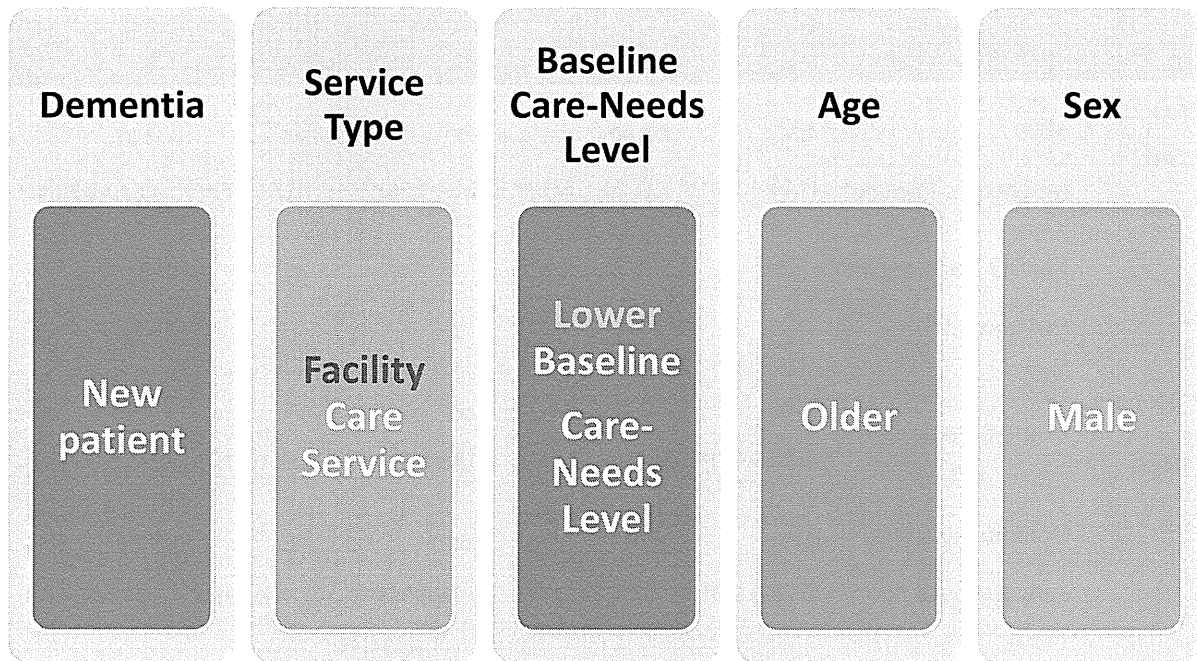 Dementia
New
patient
Service
Type
Facility
Care
Service
Baseline
Care-Needs
Level
Lower
Baseline
Care-
Needs
Level
Age
Older
Sex
Male